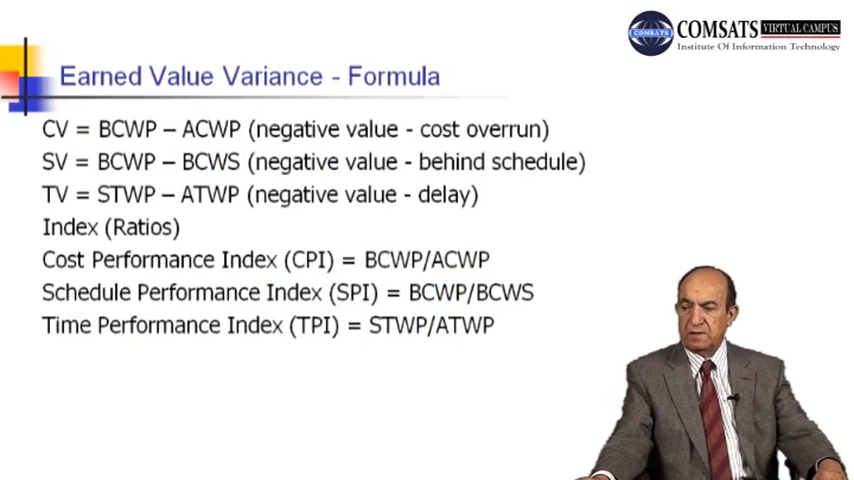 COMSATS VIRTUAL CAMPUS
COMSATS
Institute Of Information Technology
Earned Value Variance - Formula
CV = BCWP – ACWP (negative value - cost overrun)
SV = BCWP – BCWS (negative value - behind schedule)
TV = STWP – ATWP (negative value - delay)
Index (Ratios)
Cost Performance Index (CPI) = BCWP/ACWP
Schedule Performance Index (SPI) = BCWP/BCWS
Time Performance Index (TPI) = STWP/ATWP